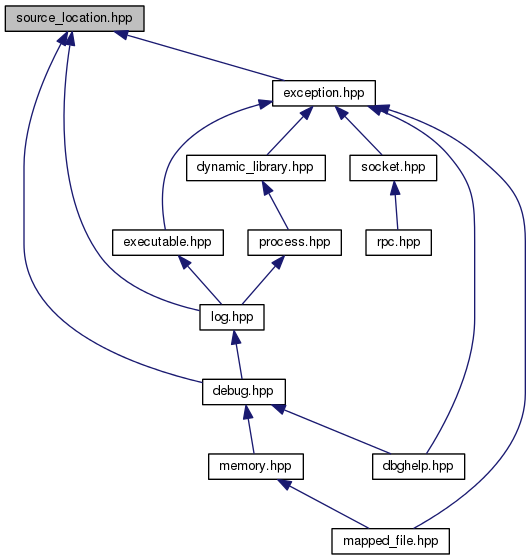 source_location.hpp
exception.hpp
dynamic_library.hpp
socket.hpp
executable.hpp
process.hpp
rpc.hpp
log.hpp
debug.hpp
memory.hpp
dbghelp.hpp
mapped_file.hpp